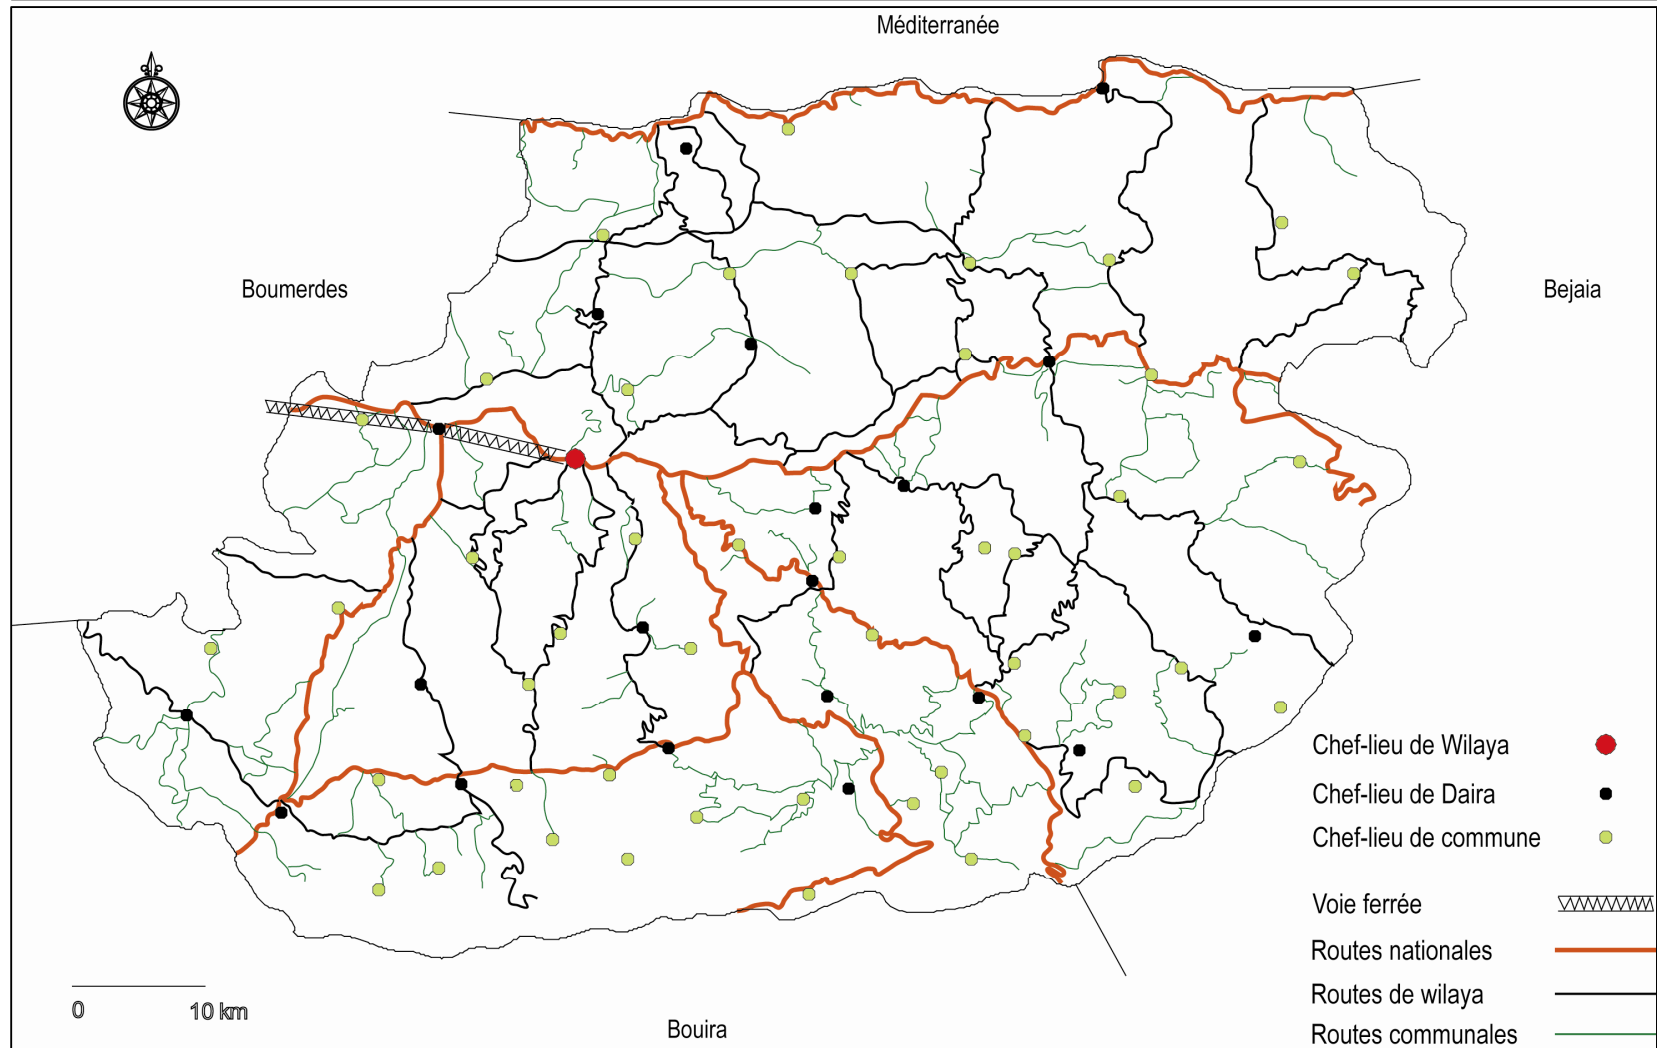 Méditerranée
Boumerdes
Bejaia
Chef-lieu de Wilaya
Chef-lieu de Daira
Chef-lieu de commune
Voie ferrée
Routes nationales
Routes de wilaya
Routes communales
0 10 km
Bouira